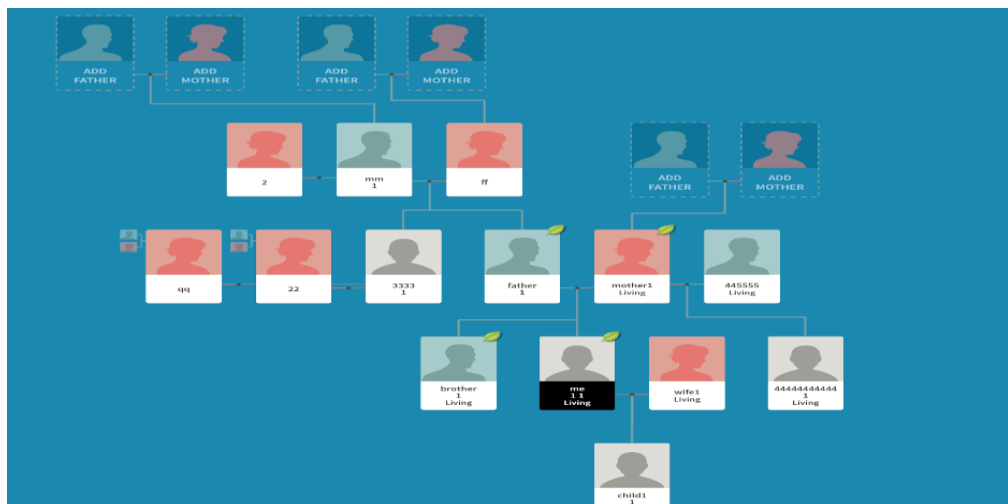 ADD
FATHER
ADD
MOTHER
ADD
FATHER
ADD
MOTHER
2
mm
1
ff
ADD
FATHER
ADD
MOTHER
qq
22
3333
1
father
1
mother1
Living
445555
Living
brother
1
Living
me
1 1
Living
wife1
Living
44444444444
1
Living
child1
1